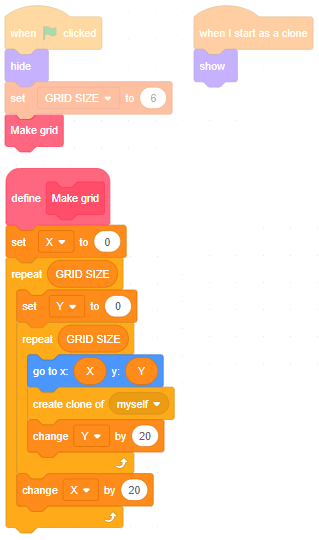 when clicked
when I start as a clone
hide
show
set GRID SIZE to 6
Make grid
define Make grid
set X to 0
repeat GRID SIZE
set Y to 0
repeat GRID SIZE
go to x: X y: Y
create clone of myself
change Y by 20
change X by 20